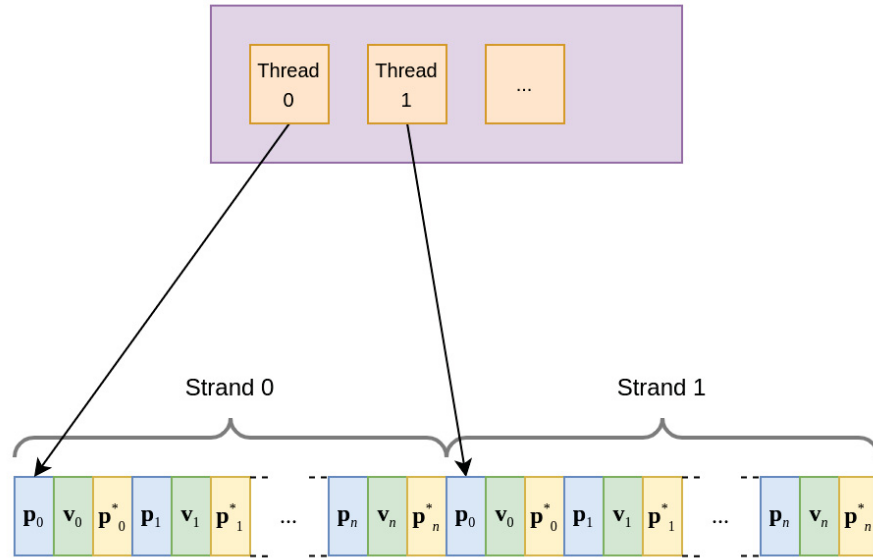 Thread Thread ...
0 1
Strand 0 Strand 1
p₀ v₀ p*₀ p₁ v₁ p*₁ ... pₙ vₙ p*ₙ p₀ v₀ p*₀ p₁ v₁ p*₁ ... pₙ vₙ p*ₙ